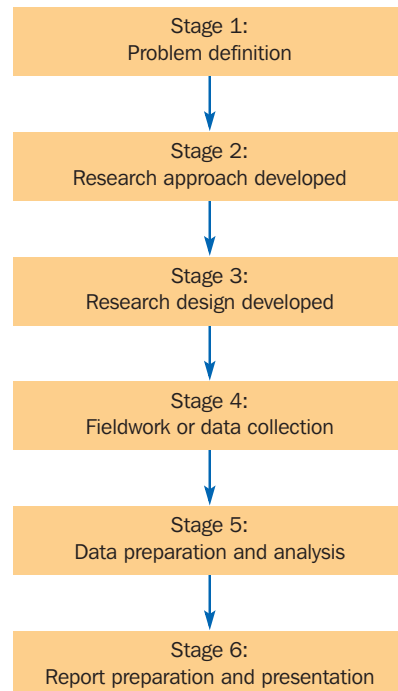 Stage 1:
Problem definition
Stage 2:
Research approach developed
Stage 3:
Research design developed
Stage 4:
Fieldwork or data collection
Stage 5:
Data preparation and analysis
Stage 6:
Report preparation and presentation